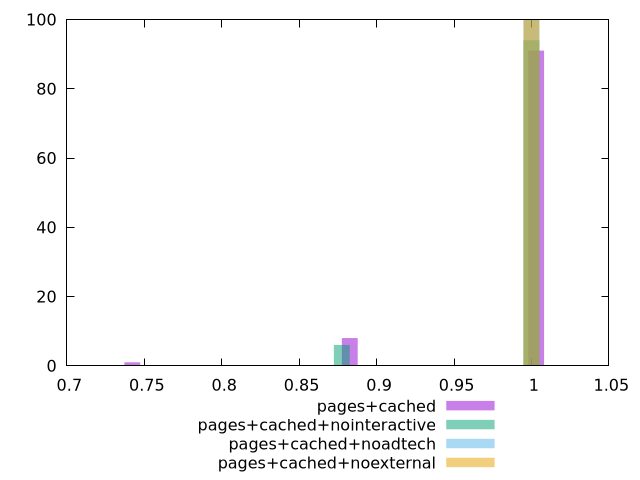 100
80
60
40
20
0
0.7 0.75 0.8 0.85 0.9 0.95 1 1.05
pages+cached
pages+cached+nointeractive
pages+cached+noadtech
pages+cached+noexternal